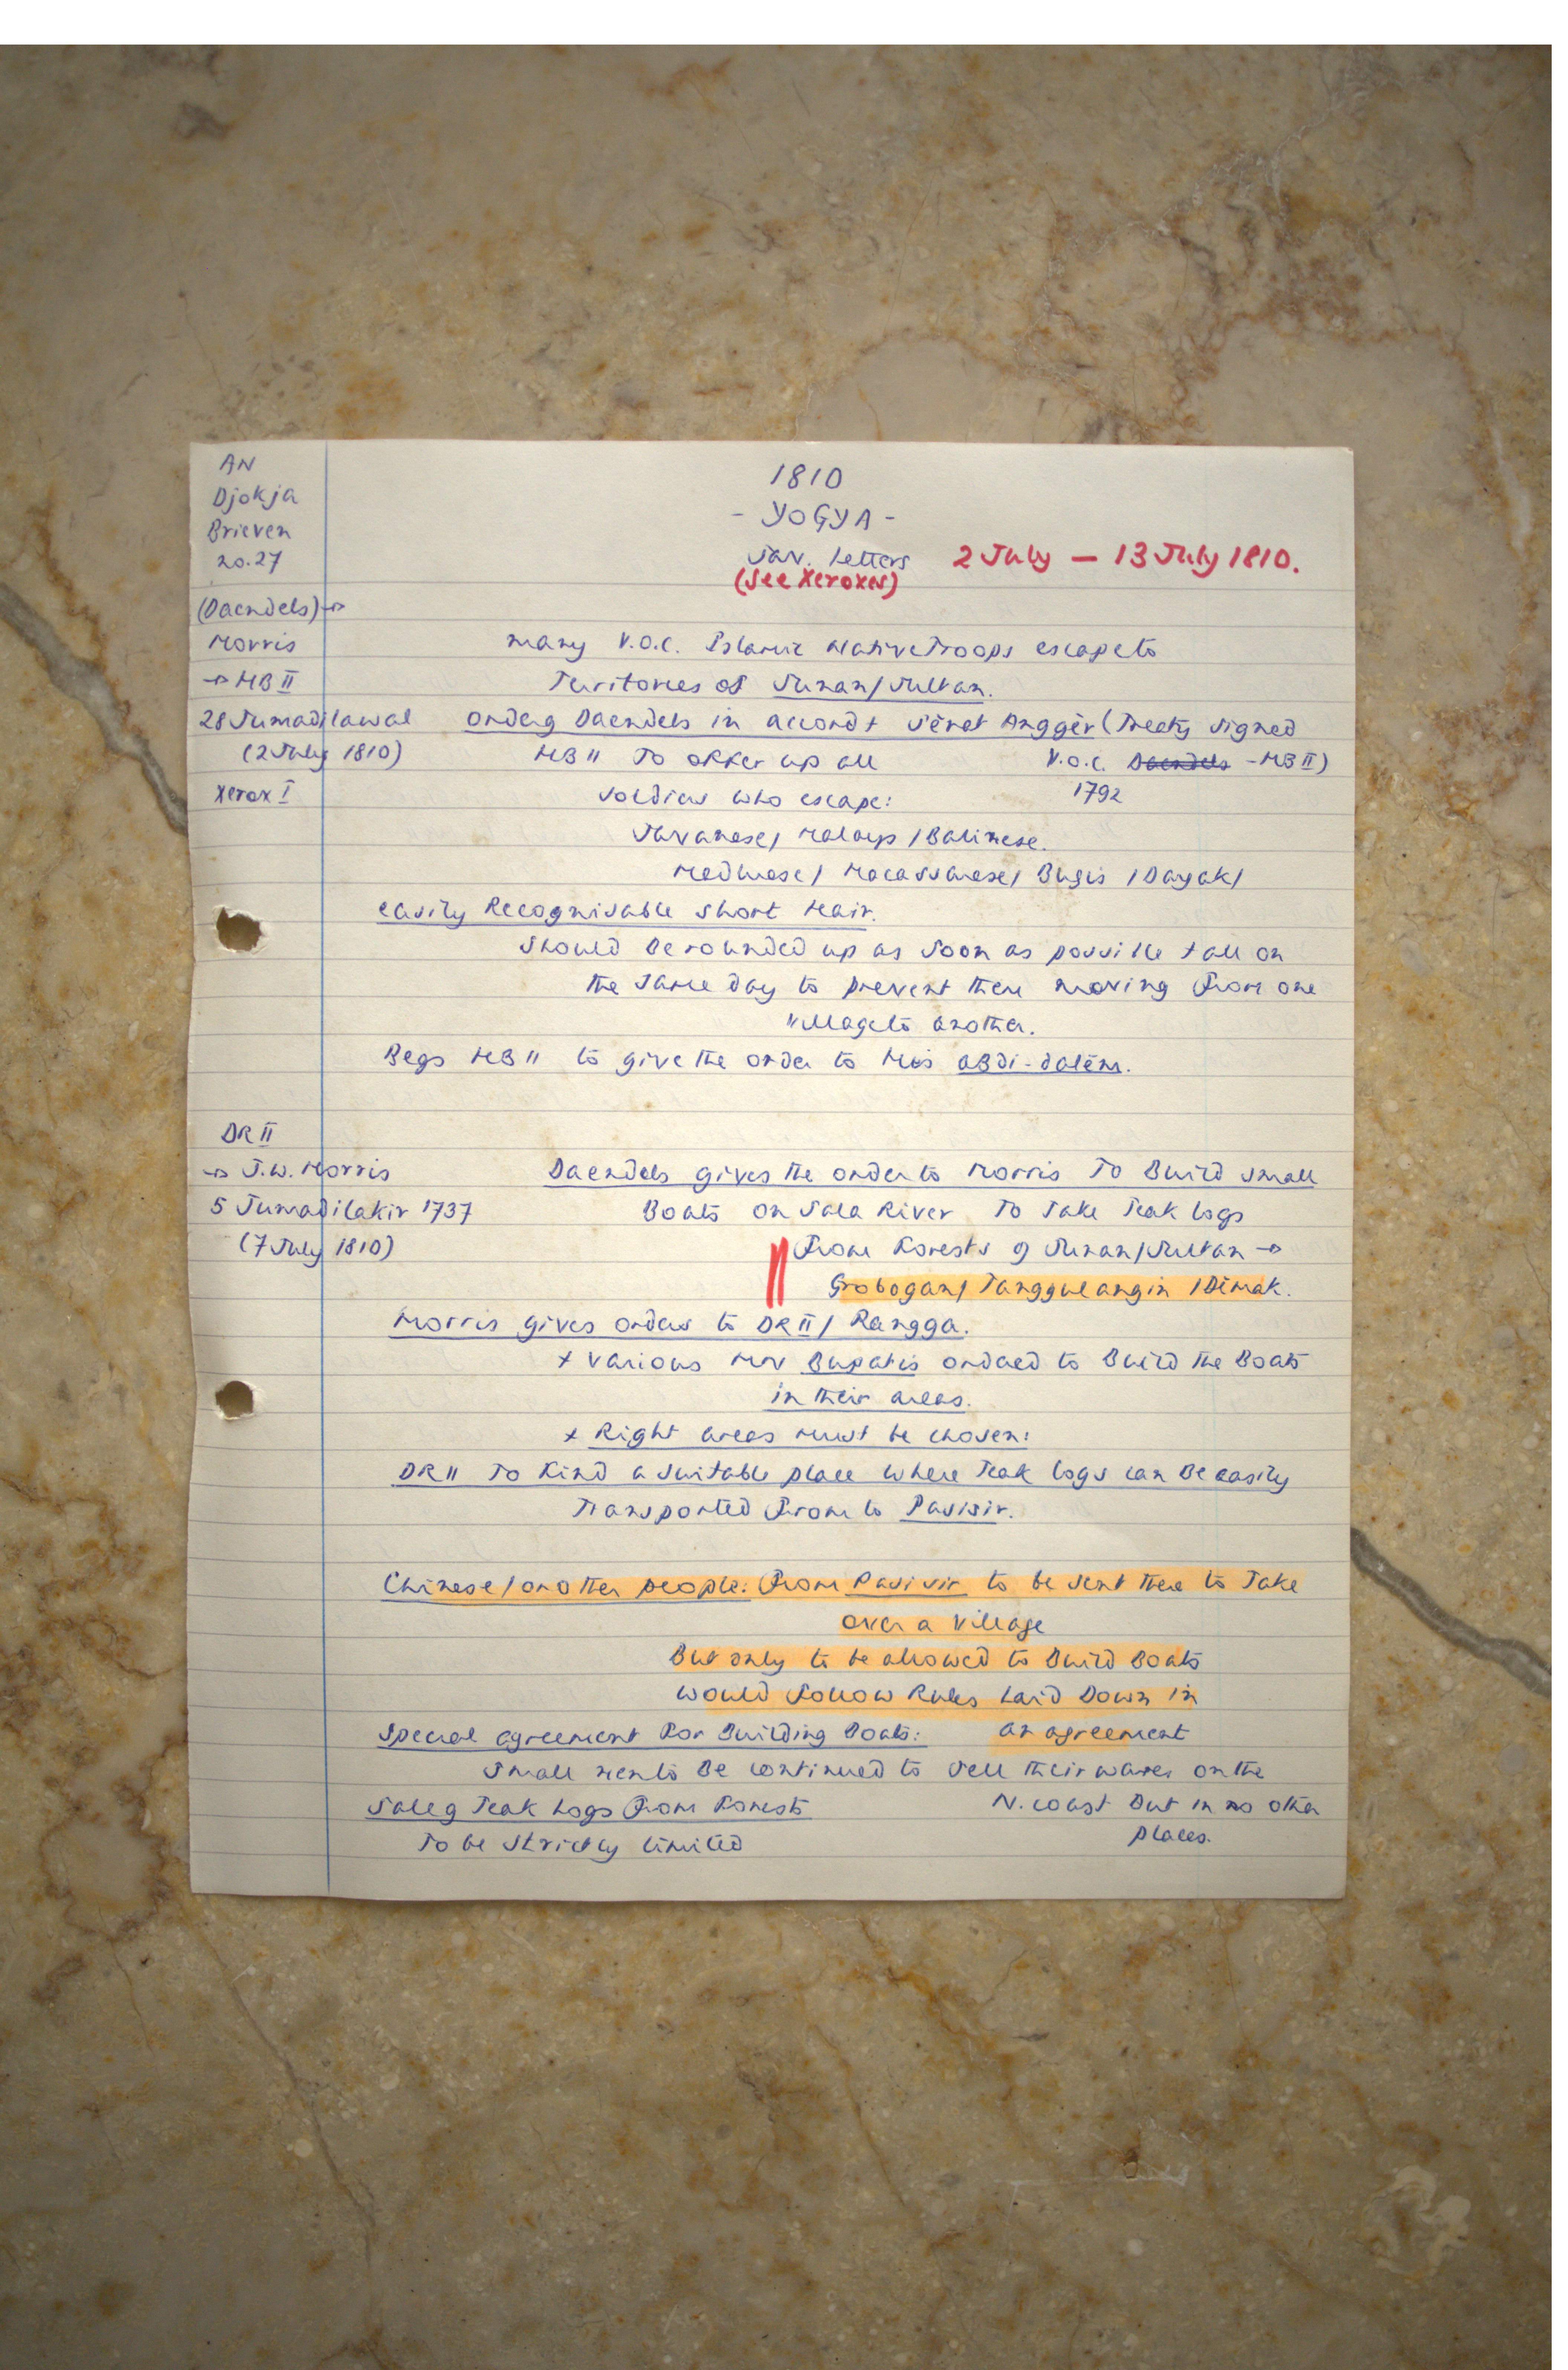 AN
Djokja
Brieven
no. 27
1810
- YOGYA -
Jav. Letters 2 July — 13 July 1810.
(see xeroxes)
(Daendels) →
Morris
→ HB II
28 Jumadilawal
(2 July 1810)
Xerox I
many V.O.C. Islamic Native Troops escape to
Territories of Sunan/Sultan.
order of Daendels in accord + Sĕrat Anggĕr (Treaty signed
HB II To offer up all V.O.C. Daendels - HB II)
soldiers who escape: 1792
Javanese/ Malays /Balinese.
Medurese/ Macassarese/ Bugis /Dayak/
easily Recognisable short Hair.
should be rounded up as soon as possible + all on
the same day to prevent them moving From one
village to another.
Begs HB II to give the order to His abdi-dalĕm.
DR II
→ J.W. Morris
5 Jumadilakir 1737
(7 July 1810)
Daendels gives the order to Morris To Build small
Boats on Sala River To Take Teak Logs
From Forests of Sunan/Sultan →
Grobogan/ Tanggulangin /Dĕmak.
Morris gives orders to DR II/ Rangga.
+ various MN Bupatis ordered to Build the Boats
in their areas.
+ Right areas must be chosen:
DR II To Find a suitable place where Teak Logs can Be easily
Transported From to Pasisir.
Chinese/or other people: From Pasisir to be sent there to Take
over a village
But only to be allowed to Build Boats
would Follow Rules Laid Down in
Special agreement For Building Boats: an agreement
small men to Be continued to sell their wares on the
Sale of Teak Logs From Forests N. coast But in no other
To be strictly limited places.